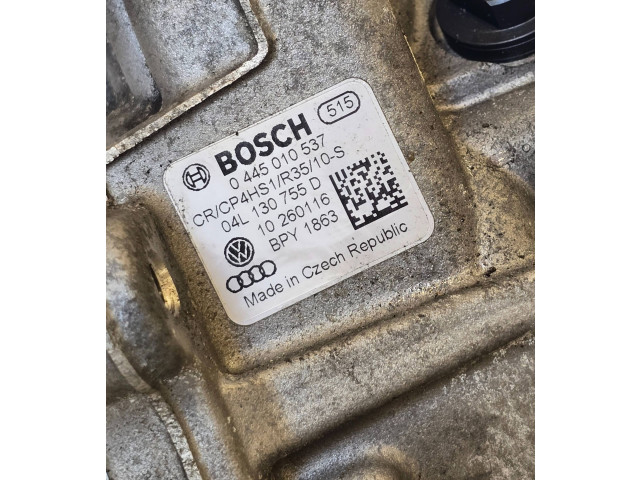 BOSCH 515
0 445 010 537
CR/CP4HS1/R35/10-S
04L 130 755 D
10 260116
BPY 1863
Made in Czech Republic